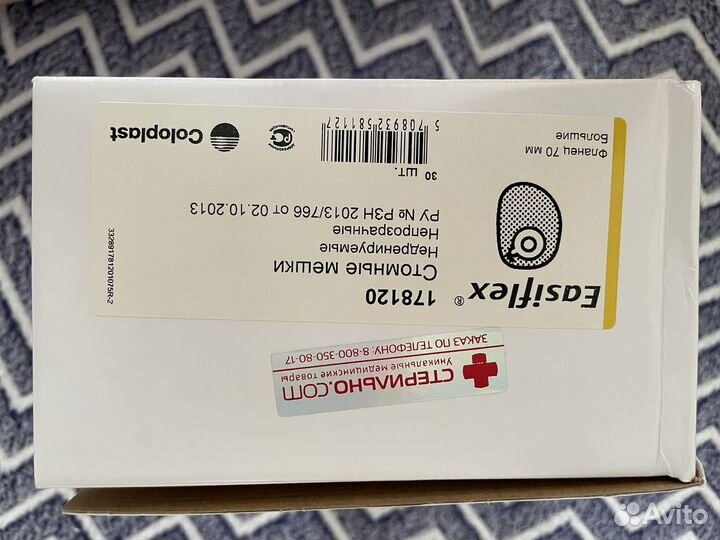 Easiflex®
178120
Стомные мешки
Недренируемые
Непрозрачные
РУ № РЗН 2013/766 от 02.10.2013
Фланец 70 мм
Большие
30 шт.
5 708932 581127
Coloplast
СТЕРИЛЬНО.COM
Уникальные медицинские товары
ЗАКАЗ ПО ТЕЛЕФОНУ: 8-800-350-80-17
Avito